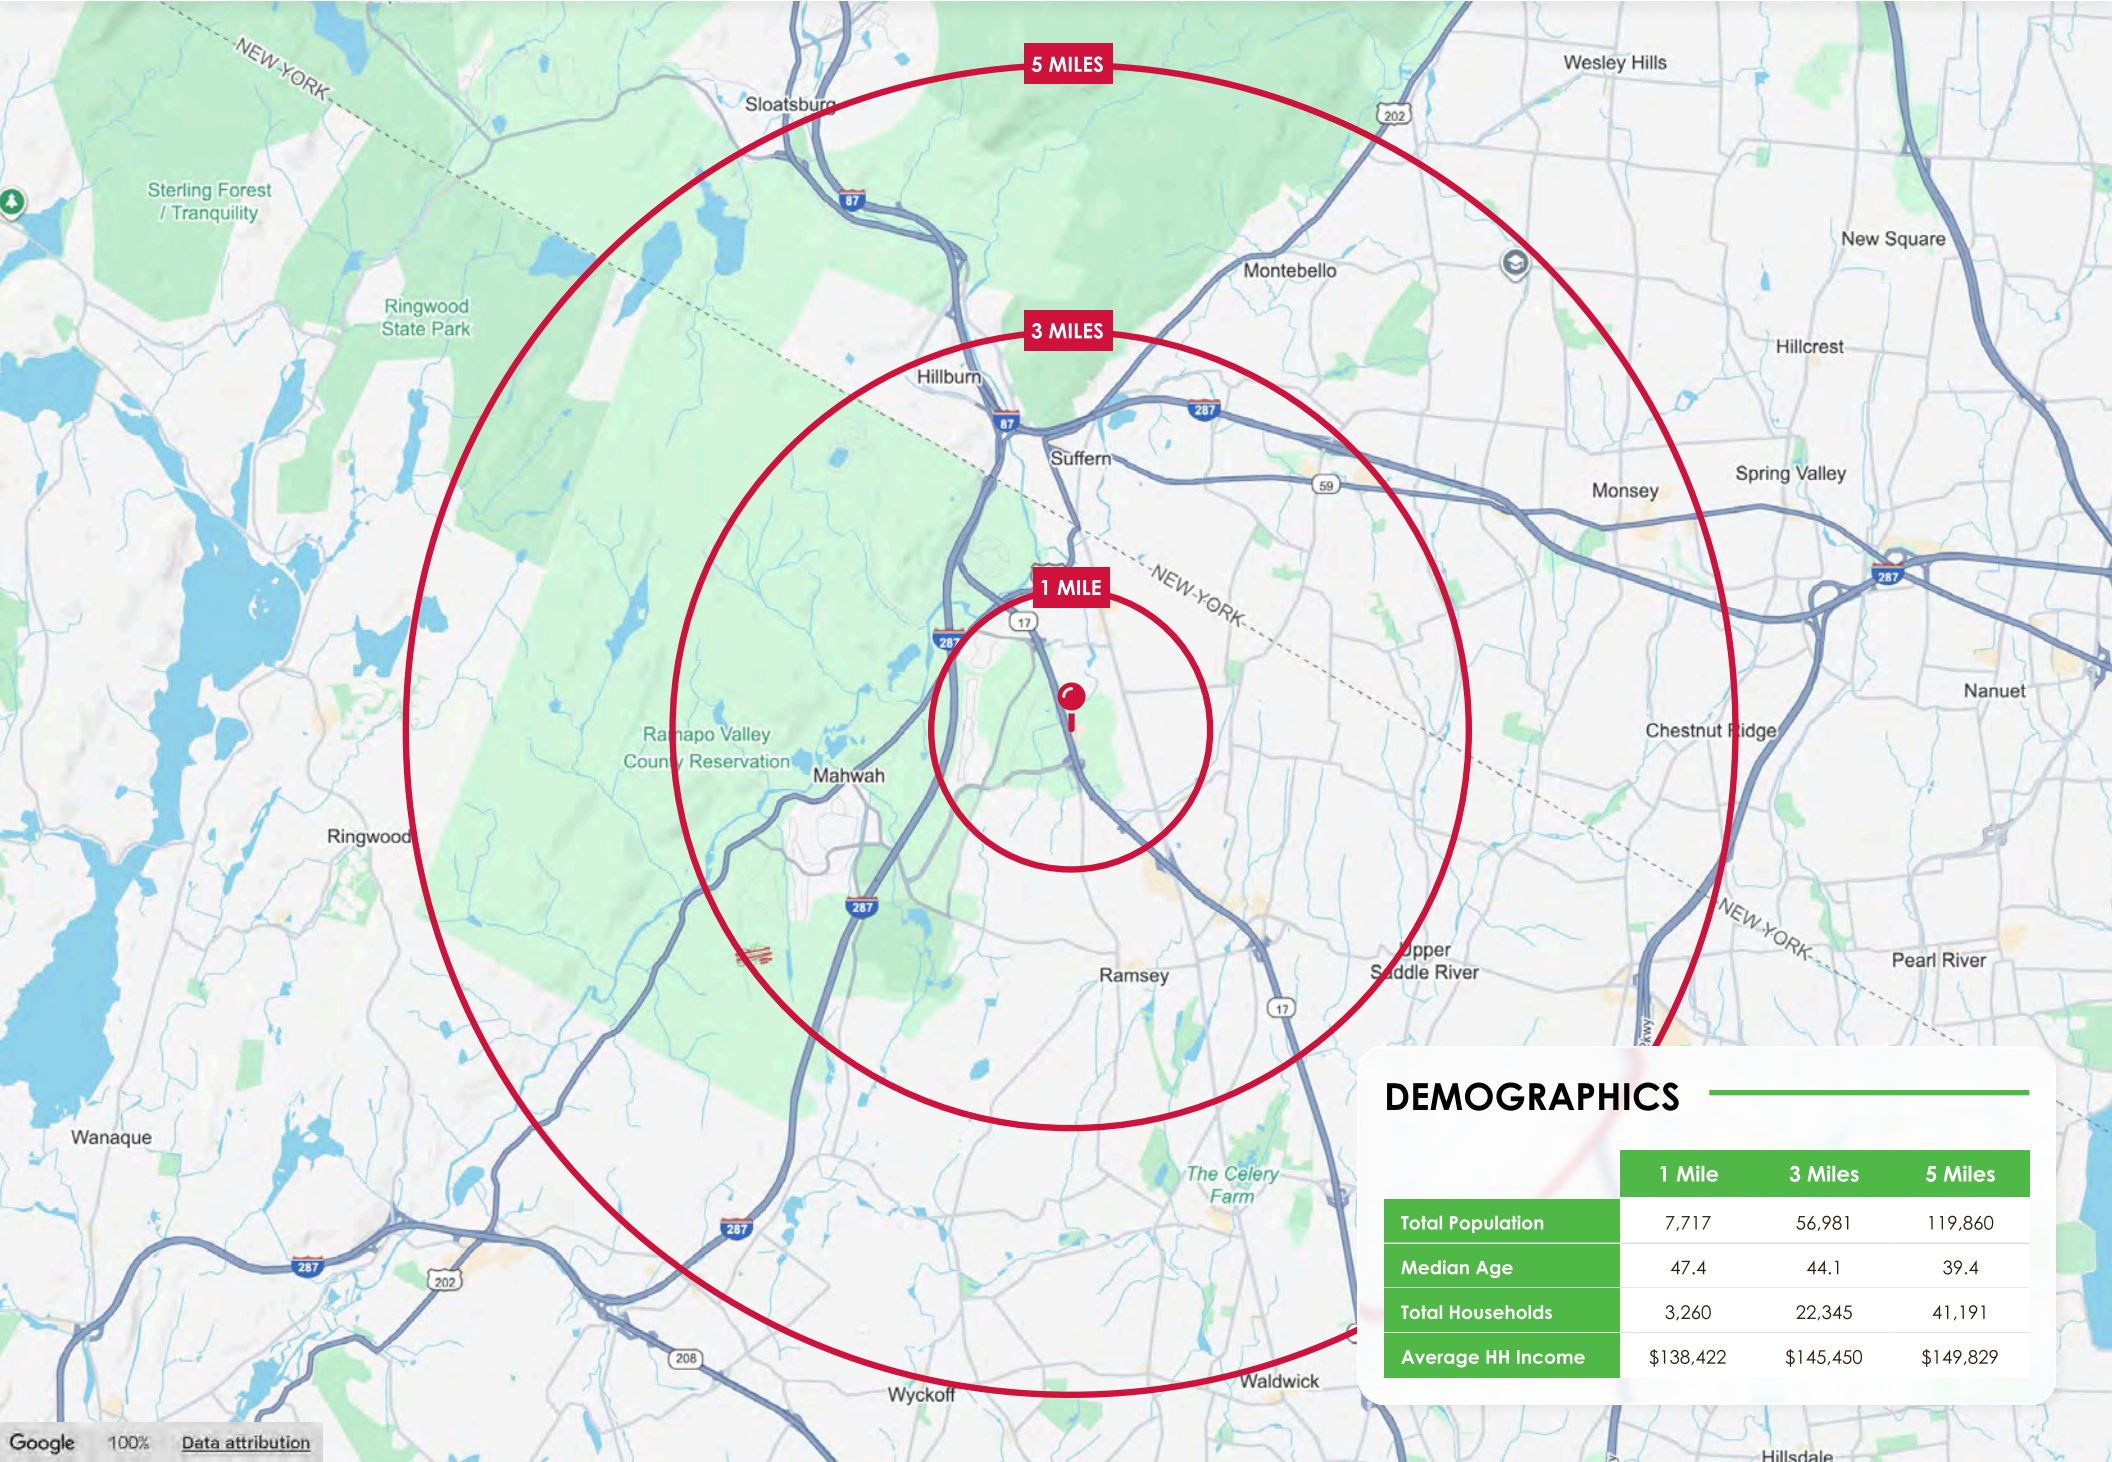 5 MILES
Wesley Hills
NEW YORK
Sloatsburg
202
Sterling Forest
/ Tranquility
87
New Square
Montebello
Ringwood
State Park
3 MILES
Hillcrest
Hillburn
287
87
Suffern
59
Monsey
Spring Valley
287
1 MILE
NEW YORK
17
287
Nanuet
Ramapo Valley
County Reservation
Chestnut Ridge
Mahwah
Ringwood
287
NEW YORK
Upper
Saddle River
Pearl River
Ramsey
17
Pkwy
Wanaque
The Celery
Farm
287
287
202
208
Wyckoff
Waldwick
Hillsdale
DEMOGRAPHICS
1 Mile 3 Miles 5 Miles
Total Population 7,717 56,981 119,860
Median Age 47.4 44.1 39.4
Total Households 3,260 22,345 41,191
Average HH Income $138,422 $145,450 $149,829
Google 100% Data attribution